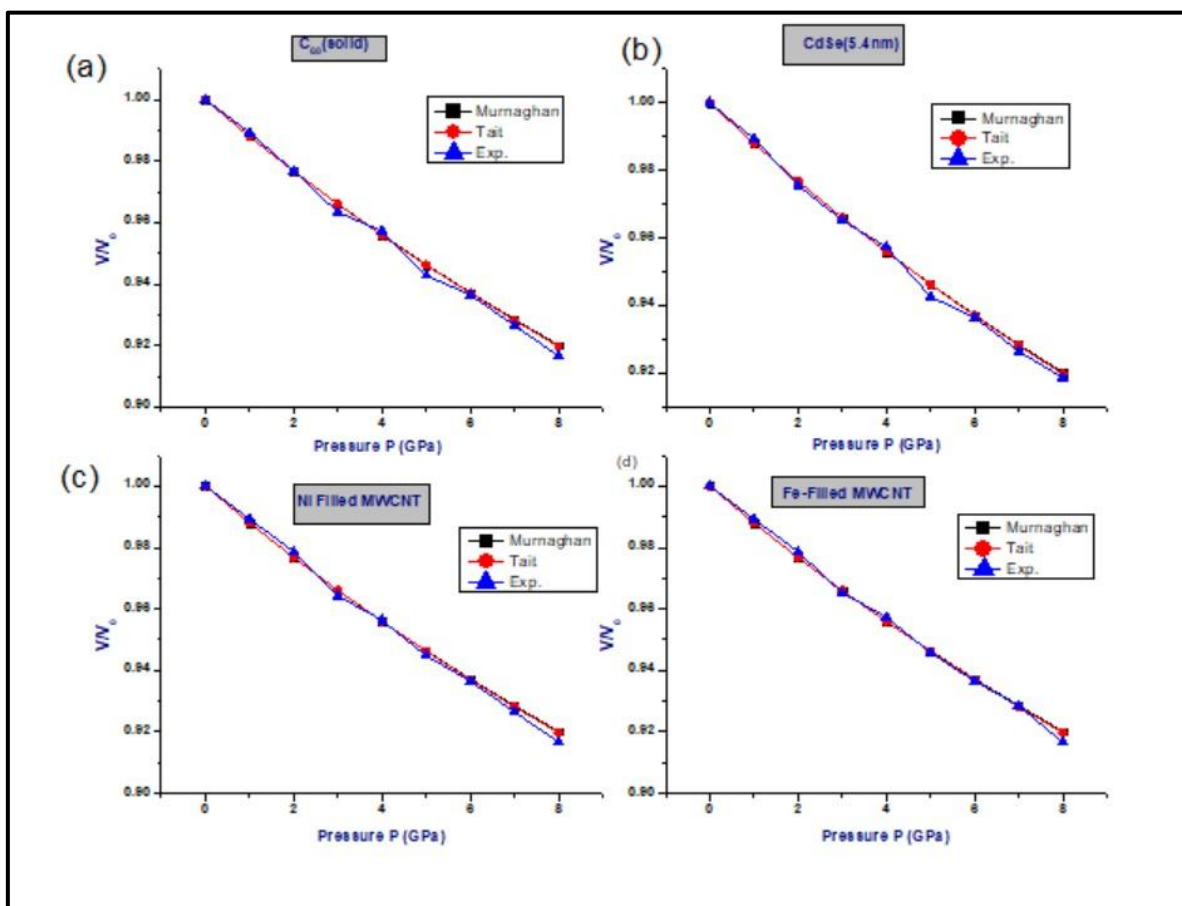 (a)
C₆₀(solid)
1.00
0.98
0.96
0.94
0.92
0.90
V/V₀
Murnaghan
Tait
Exp.
0 2 4 6 8
Pressure P (GPa)
(b)
CdSe(5.4nm)
1.00
0.98
0.96
0.94
0.92
V/V₀
Murnaghan
Tait
Exp.
0 2 4 6 8
Pressure P (GPa)
(c)
Ni Filled MWCNT
1.00
0.98
0.96
0.94
0.92
0.90
V/V₀
Murnaghan
Tait
Exp.
0 2 4 6 8
Pressure P (GPa)
(d)
Fe-Filled MWCNT
1.00
0.98
0.96
0.94
0.92
0.90
V/V₀
Murnaghan
Tait
Exp.
0 2 4 6 8
Pressure P (GPa)